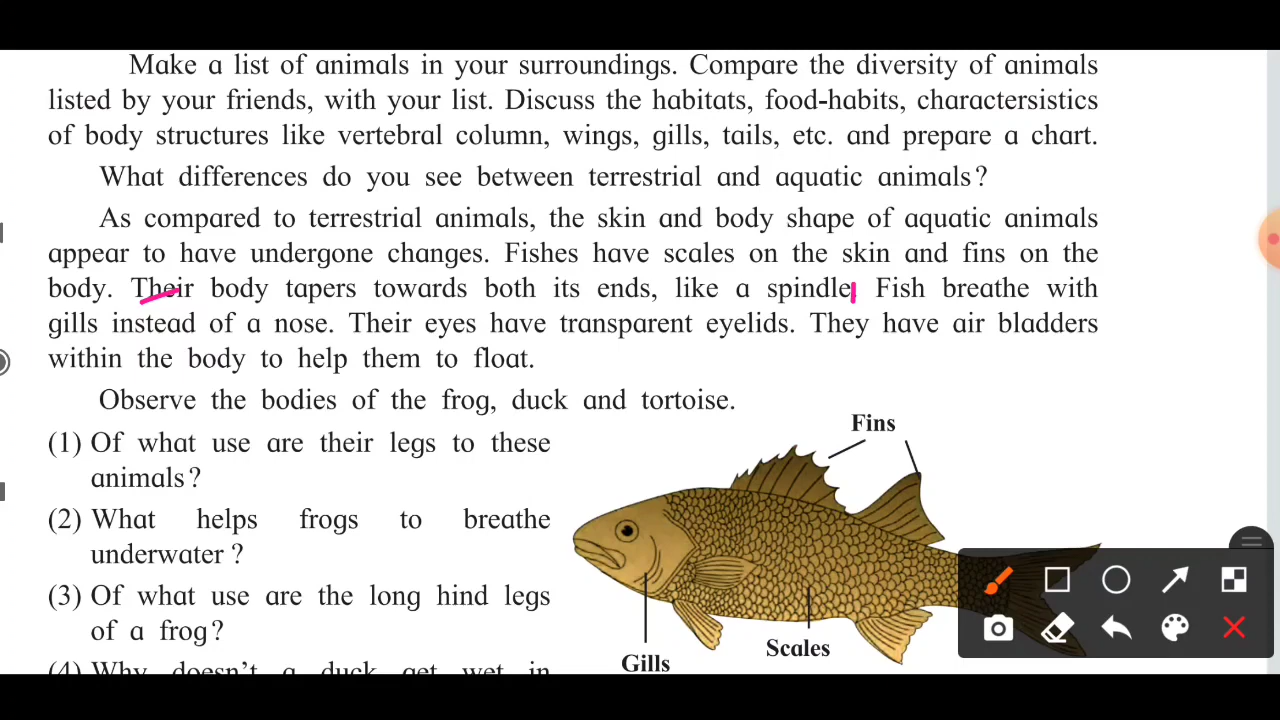 Make a list of animals in your surroundings. Compare the diversity of animals
listed by your friends, with your list. Discuss the habitats, food-habits, charactersistics
of body structures like vertebral column, wings, gills, tails, etc. and prepare a chart.
What differences do you see between terrestrial and aquatic animals?
As compared to terrestrial animals, the skin and body shape of aquatic animals
appear to have undergone changes. Fishes have scales on the skin and fins on the
body. Their body tapers towards both its ends, like a spindle. Fish breathe with
gills instead of a nose. Their eyes have transparent eyelids. They have air bladders
within the body to help them to float.
Observe the bodies of the frog, duck and tortoise.
(1) Of what use are their legs to these
animals?
(2) What helps frogs to breathe
underwater?
(3) Of what use are the long hind legs
of a frog?
(4) Why doesn't a duck get wet in
Fins
Scales
Gills